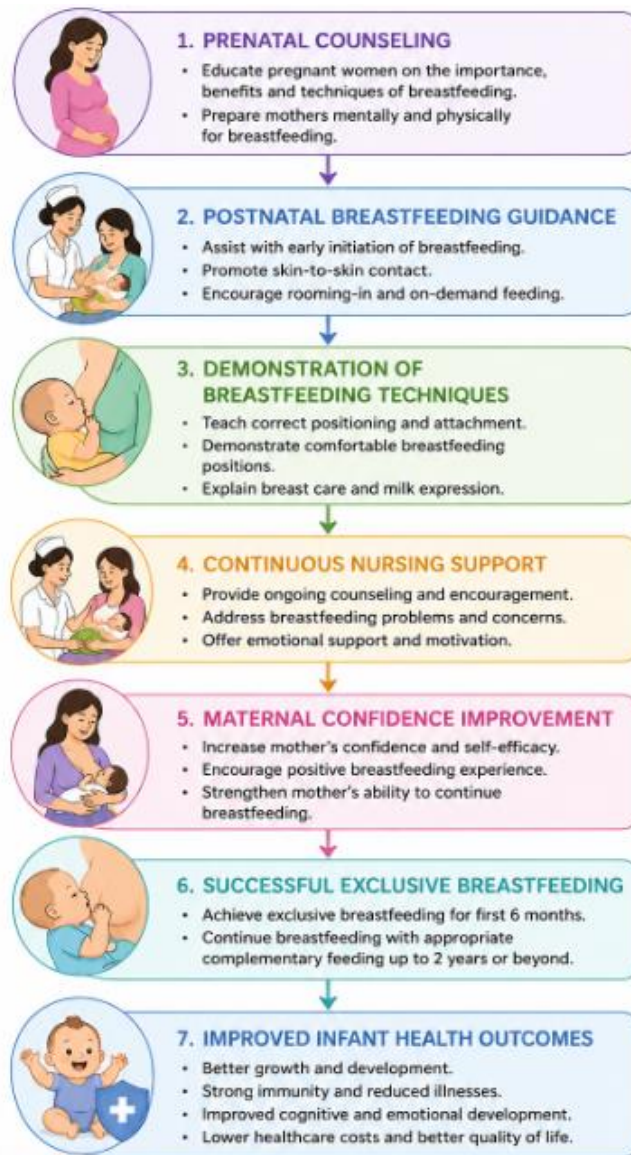 1. PRENATAL COUNSELING
• Educate pregnant women on the importance,
benefits and techniques of breastfeeding.
• Prepare mothers mentally and physically
for breastfeeding.
2. POSTNATAL BREASTFEEDING GUIDANCE
• Assist with early initiation of breastfeeding.
• Promote skin-to-skin contact.
• Encourage rooming-in and on-demand feeding.
3. DEMONSTRATION OF
BREASTFEEDING TECHNIQUES
• Teach correct positioning and attachment.
• Demonstrate comfortable breastfeeding
positions.
• Explain breast care and milk expression.
4. CONTINUOUS NURSING SUPPORT
• Provide ongoing counseling and encouragement.
• Address breastfeeding problems and concerns.
• Offer emotional support and motivation.
5. MATERNAL CONFIDENCE IMPROVEMENT
• Increase mother's confidence and self-efficacy.
• Encourage positive breastfeeding experience.
• Strengthen mother's ability to continue
breastfeeding.
6. SUCCESSFUL EXCLUSIVE BREASTFEEDING
• Achieve exclusive breastfeeding for first 6 months.
• Continue breastfeeding with appropriate
complementary feeding up to 2 years or beyond.
7. IMPROVED INFANT HEALTH OUTCOMES
• Better growth and development.
• Strong immunity and reduced illnesses.
• Improved cognitive and emotional development.
• Lower healthcare costs and better quality of life.